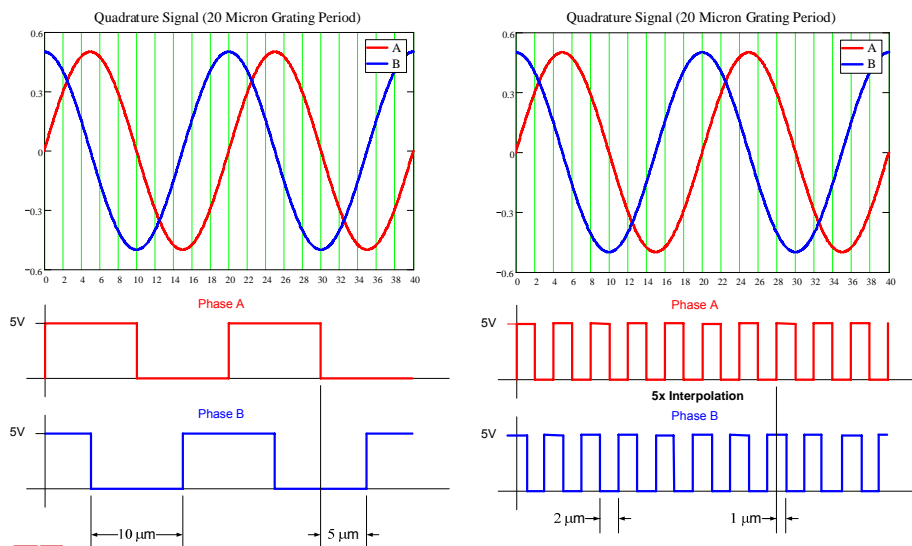 Quadrature Signal (20 Micron Grating Period)
0.6
0.3
0
−0.3
−0.6
A
B
0 2 4 6 8 10 12 14 16 18 20 22 24 26 28 30 32 34 36 38 40
Phase A
5V
Phase B
5V
10 µm
5 µm
Quadrature Signal (20 Micron Grating Period)
0.6
0.3
0
−0.3
−0.6
A
B
0 2 4 6 8 10 12 14 16 18 20 22 24 26 28 30 32 34 36 38 40
Phase A
5V
5x Interpolation
Phase B
5V
2 µm
1 µm